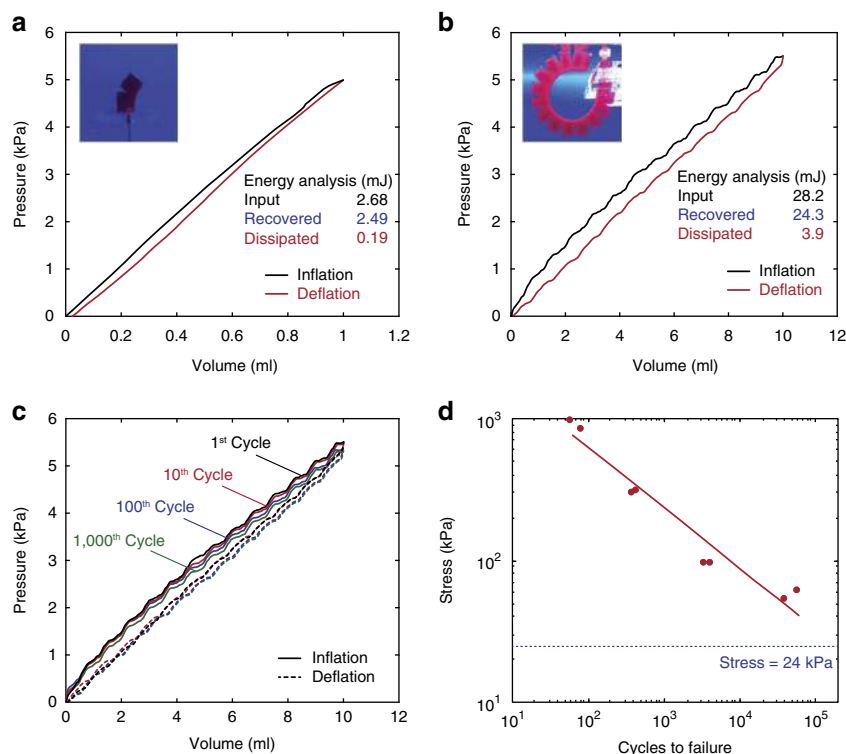 a
6
5
4
3
2
1
0
Pressure (kPa)
Energy analysis (mJ)
Input 2.68
Recovered 2.49
Dissipated 0.19
Inflation
Deflation
0 0.2 0.4 0.6 0.8 1 1.2
Volume (ml)
b
6
5
4
3
2
1
0
Pressure (kPa)
Energy analysis (mJ)
Input 28.2
Recovered 24.3
Dissipated 3.9
Inflation
Deflation
0 2 4 6 8 10 12
Volume (ml)
c
6
5
4
3
2
1
0
Pressure (kPa)
1st Cycle
10th Cycle
100th Cycle
1,000th Cycle
Inflation
Deflation
0 2 4 6 8 10 12
Volume (ml)
d
10³
10²
10¹
Stress (kPa)
Stress = 24 kPa
10¹ 10² 10³ 10⁴ 10⁵
Cycles to failure